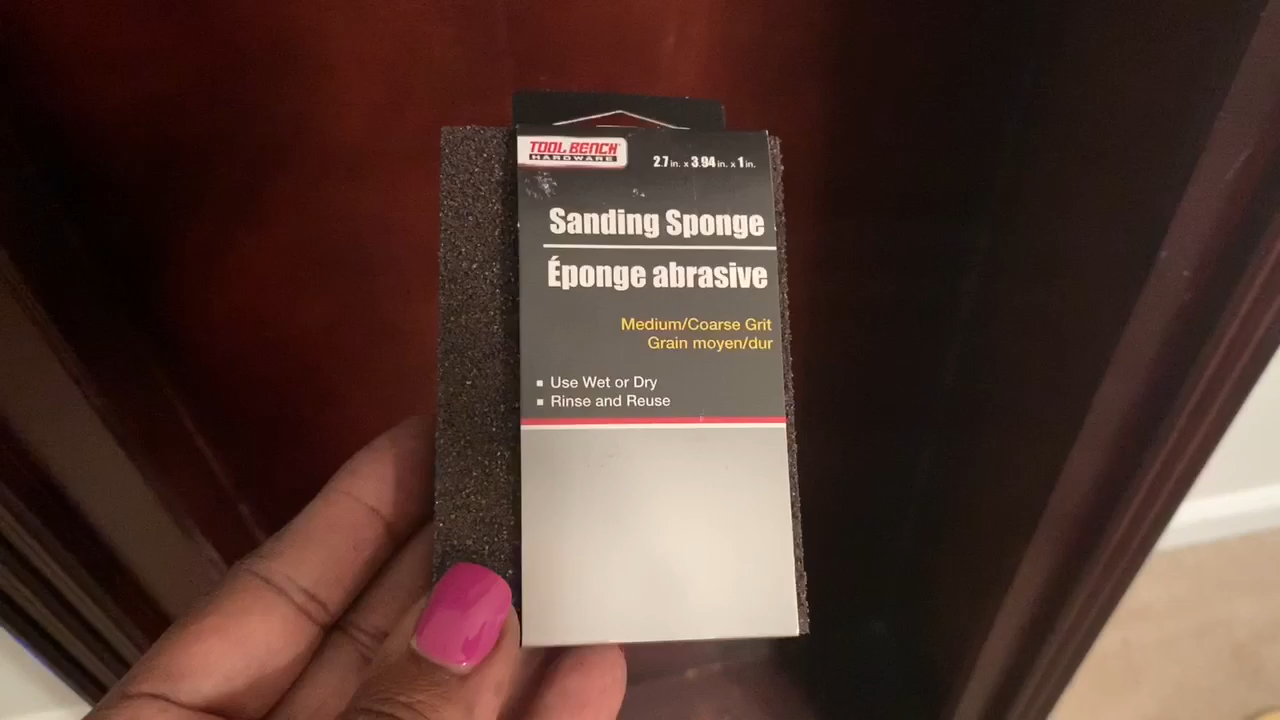 TOOL BENCH
HARDWARE
2.7 in. x 3.94 in. x 1 in.
Sanding Sponge
Éponge abrasive
Medium/Coarse Grit
Grain moyen/dur
▪ Use Wet or Dry
▪ Rinse and Reuse